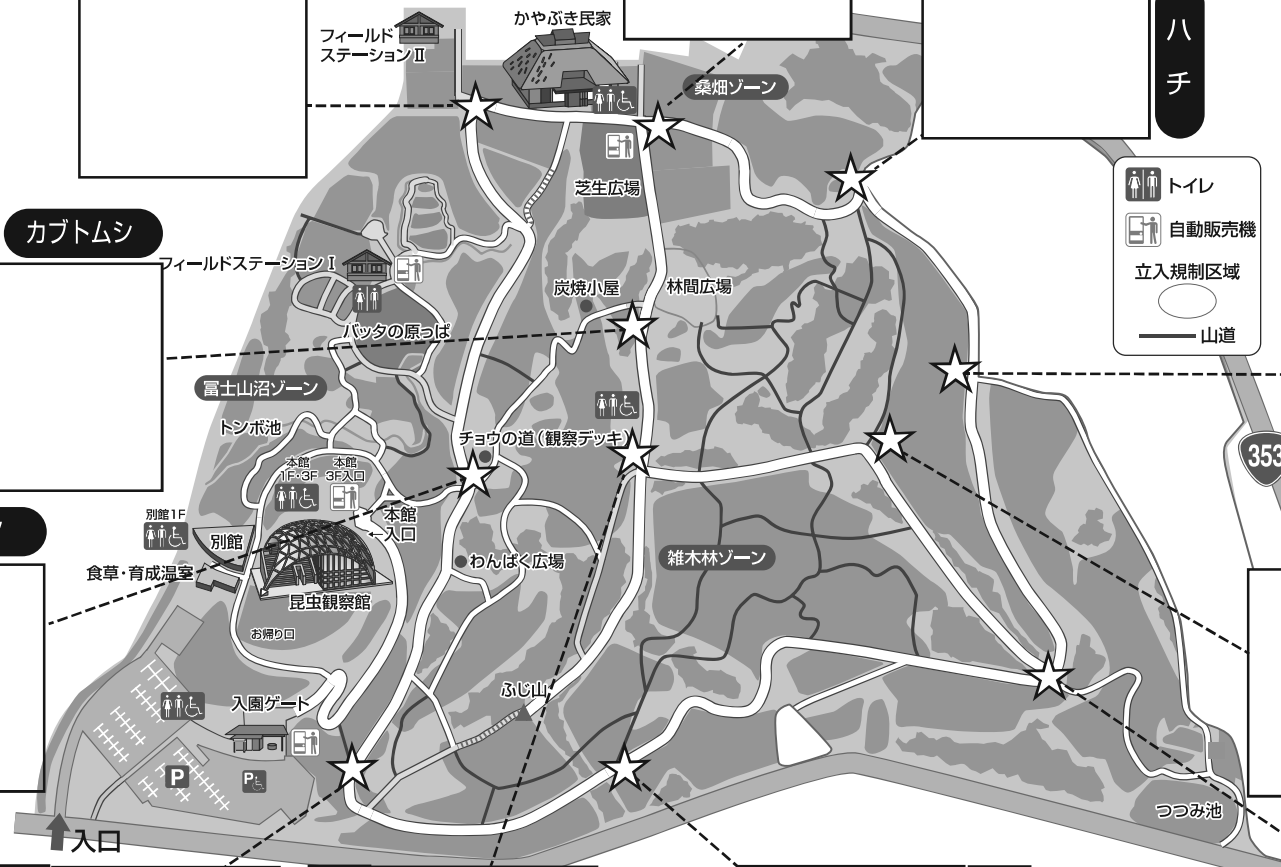 かやぶき民家
フィールド
ステーションⅡ
ハチ
桑畑ゾーン
トイレ
芝生広場
自動販売機
カブトムシ
フィールドステーションⅠ
立入規制区域
炭焼小屋
林間広場
バッタの原っぱ
山道
冨士山沼ゾーン
トンボ池
チョウの道(観察デッキ)
353
本館
1F・3F
本館
3F入口
別館1F
本館
←入口
別館
わんぱく広場
雑木林ゾーン
食草・育成温室
昆虫観察館
お帰り口
ふじ山
入園ゲート
P
P
つつみ池
入口